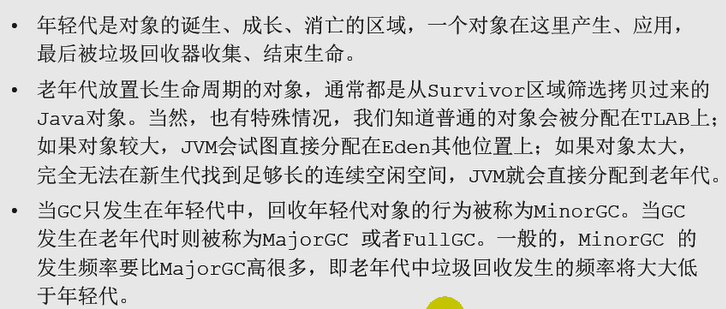 • 年轻代是对象的诞生、成长、消亡的区域，一个对象在这里产生、应用，
最后被垃圾回收器收集、结束生命。
• 老年代放置长生命周期的对象，通常都是从Survivor区域筛选拷贝过来的
Java对象。当然，也有特殊情况，我们知道普通的对象会被分配在TLAB上；
如果对象较大，JVM会试图直接分配在Eden其他位置上；如果对象太大，
完全无法在新生代找到足够长的连续空闲空间，JVM就会直接分配到老年代。
• 当GC只发生在年轻代中，回收年轻代对象的行为被称为MinorGC。当GC
发生在老年代时则被称为MajorGC 或者FullGC。一般的，MinorGC 的
发生频率要比MajorGC高很多，即老年代中垃圾回收发生的频率将大大低
于年轻代。